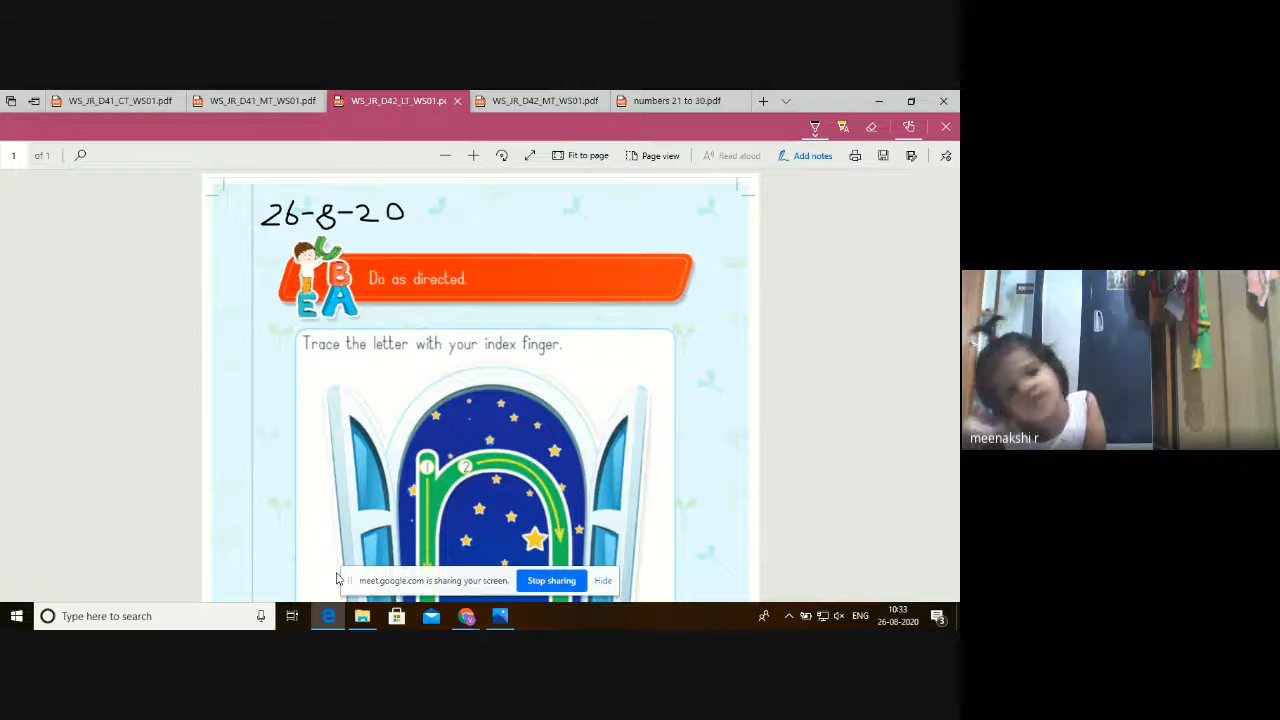 WS_JR_D41_CT_WS01.pdf WS_JR_D41_MT_WS01.pdf WS_JR_D42_LT_WS01.pc WS_JR_D42_MT_WS01.pdf numbers 21 to 30.pdf
1 of 1 Fit to page Page view Read aloud Add notes
26-8-20
C
B
E A
Do as directed.
Trace the letter with your index finger.
1 2
meenakshi r
meet.google.com is sharing your screen. Stop sharing Hide
Type here to search ENG 10:33
26-08-2020 3